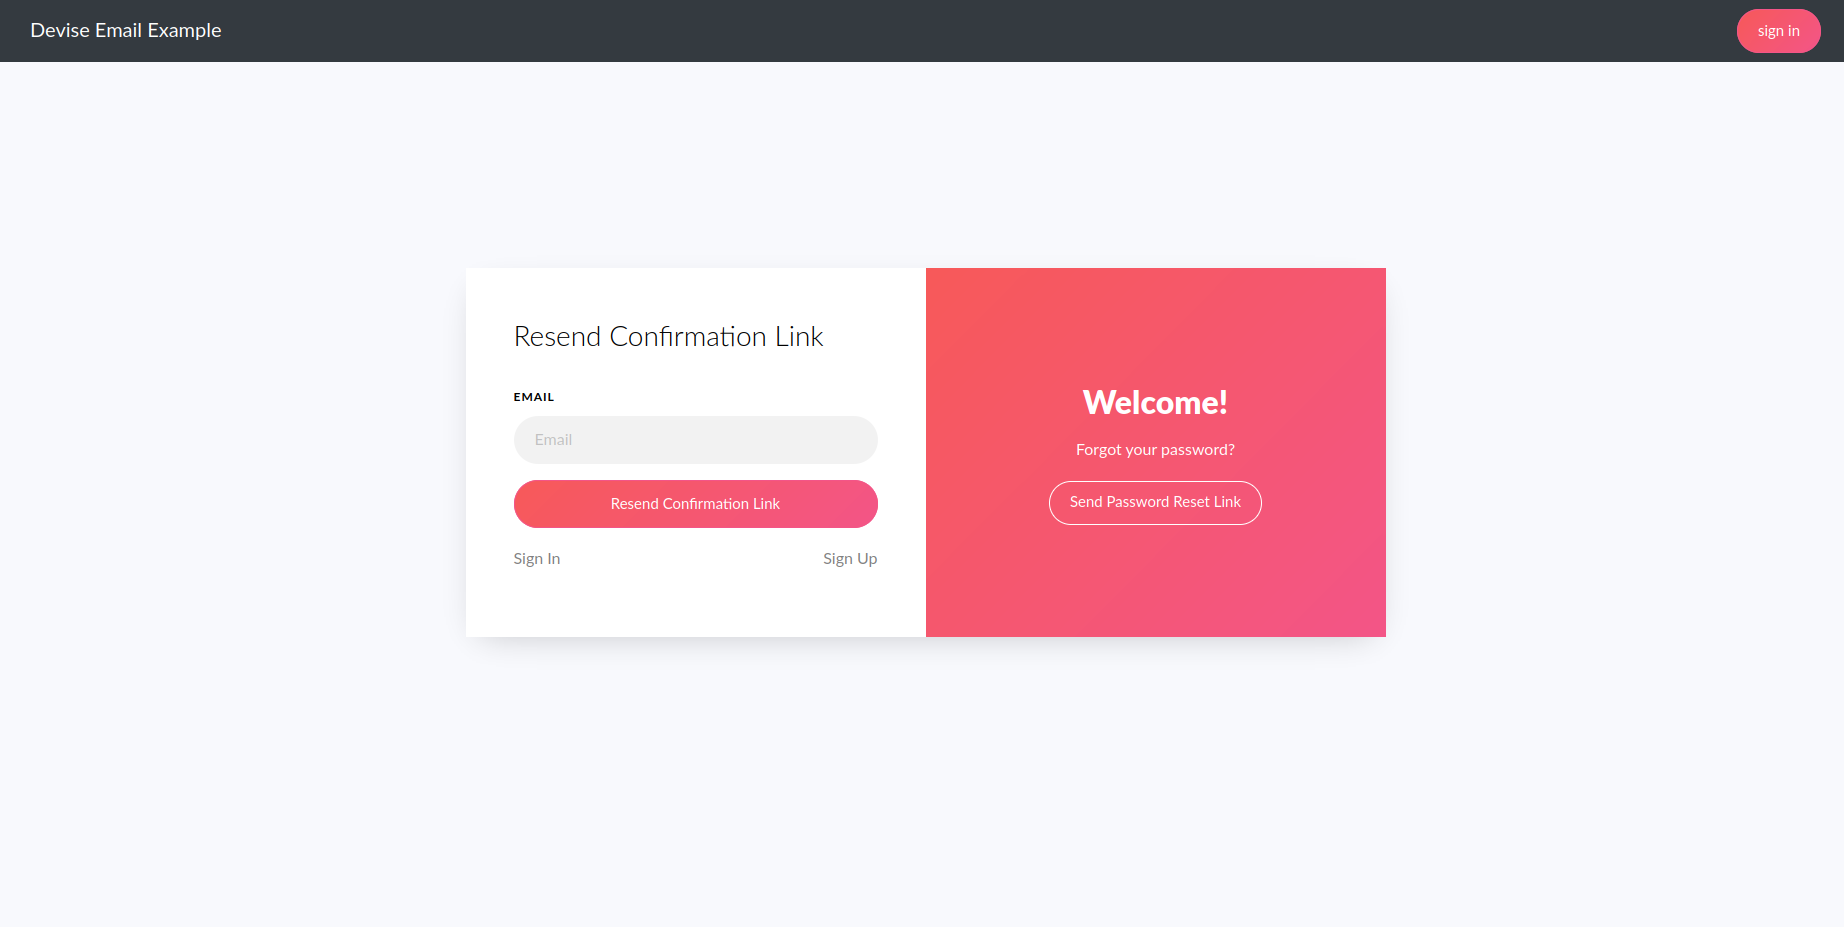 Devise Email Example
sign in
Resend Confirmation Link
EMAIL
Email
Resend Confirmation Link
Sign In
Sign Up
Welcome!
Forgot your password?
Send Password Reset Link